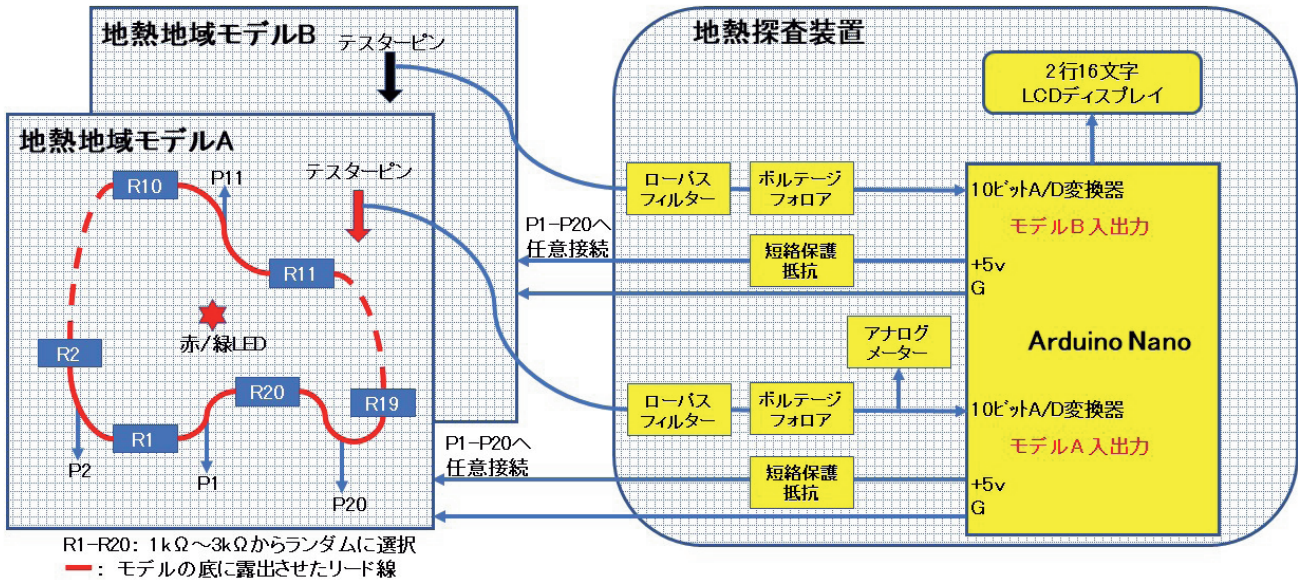 地熱地域モデルB
テスターピン
地熱地域モデルA
テスターピン
R10
P11
R11
赤/緑LED
R2
R20
R19
R1
P2
P1
P20
R1-R20: 1kΩ~3kΩからランダムに選択
━: モデルの底に露出させたリード線
地熱探査装置
2行16文字
LCDディスプレイ
ローパス
フィルター
ボルテージ
フォロア
10ビットA/D変換器
モデルB 入出力
P1-P20へ
任意接続
短絡保護
抵抗
+5v
G
アナログ
メーター
Arduino Nano
ローパス
フィルター
ボルテージ
フォロア
10ビットA/D変換器
モデルA 入出力
P1-P20へ
任意接続
短絡保護
抵抗
+5v
G